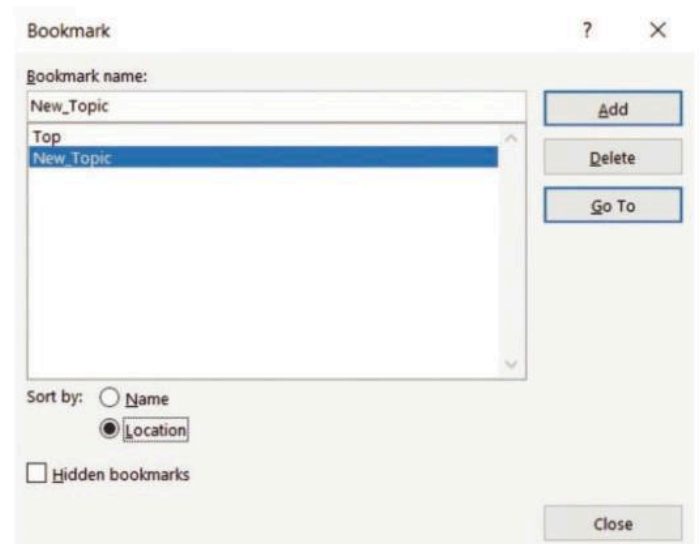 Bookmark ? ×
Bookmark name:
New_Topic
Add
Top
New_Topic
Delete
Go To
Sort by: Name
Location
Hidden bookmarks
Close